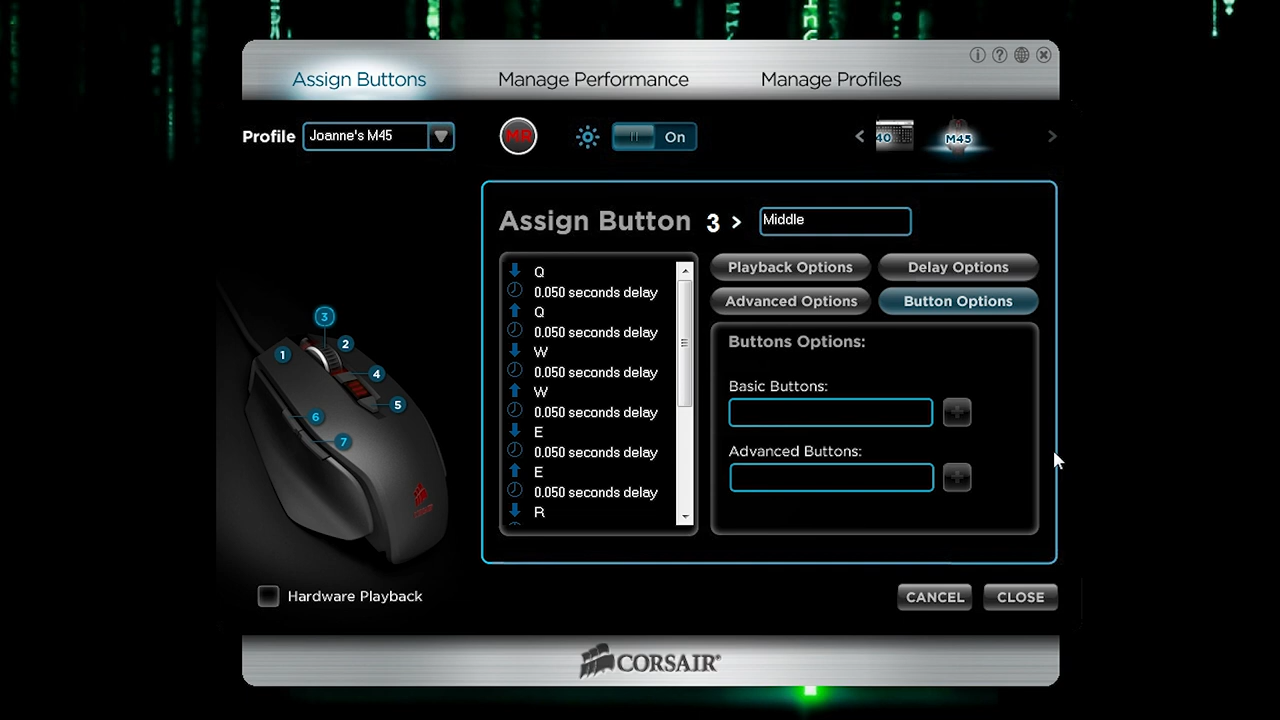 Assign Buttons Manage Performance Manage Profiles
Profile Joanne's M45 MR On 40 M45
Assign Button 3 > Middle
Q
0.050 seconds delay
Q
0.050 seconds delay
W
0.050 seconds delay
W
0.050 seconds delay
E
0.050 seconds delay
E
0.050 seconds delay
R
Playback Options Delay Options
Advanced Options Button Options
Buttons Options:
Basic Buttons:
Advanced Buttons:
3
1 2
4
5
6
7
Hardware Playback
CANCEL CLOSE
CORSAIR